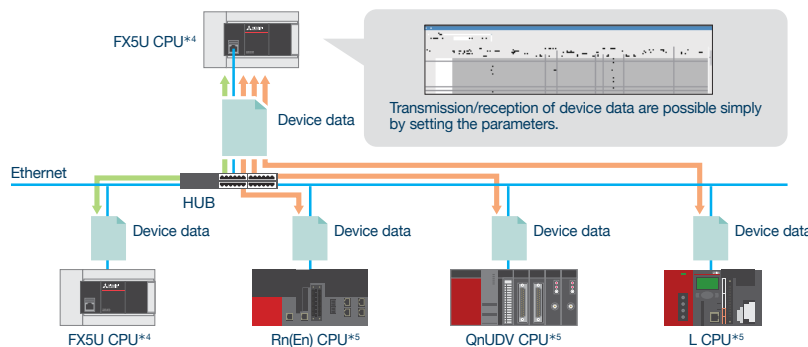 FX5U CPU*4
Transmission/reception of device data are possible simply
by setting the parameters.
Device data
Ethernet
HUB
Device data
Device data
Device data
Device data
FX5U CPU*4
Rn(En) CPU*5
QnUDV CPU*5
L CPU*5